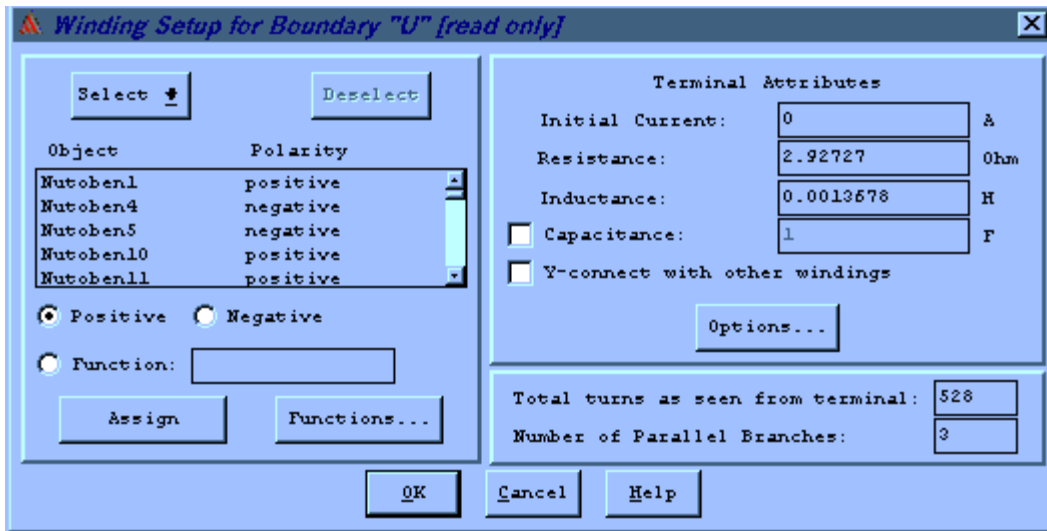 Winding Setup for Boundary "U" [read only]
Select
Deselect
Object Polarity
Nutoben1 positive
Nutoben4 negative
Nutoben5 negative
Nutoben10 positive
Nutoben11 positive
Positive Negative
Function:
Assign Functions...
Terminal Attributes
Initial Current: 0 A
Resistance: 2.92727 Ohm
Inductance: 0.0013678 H
Capacitance: 1 F
Y-connect with other windings
Options...
Total turns as seen from terminal: 528
Number of Parallel Branches: 3
OK Cancel Help